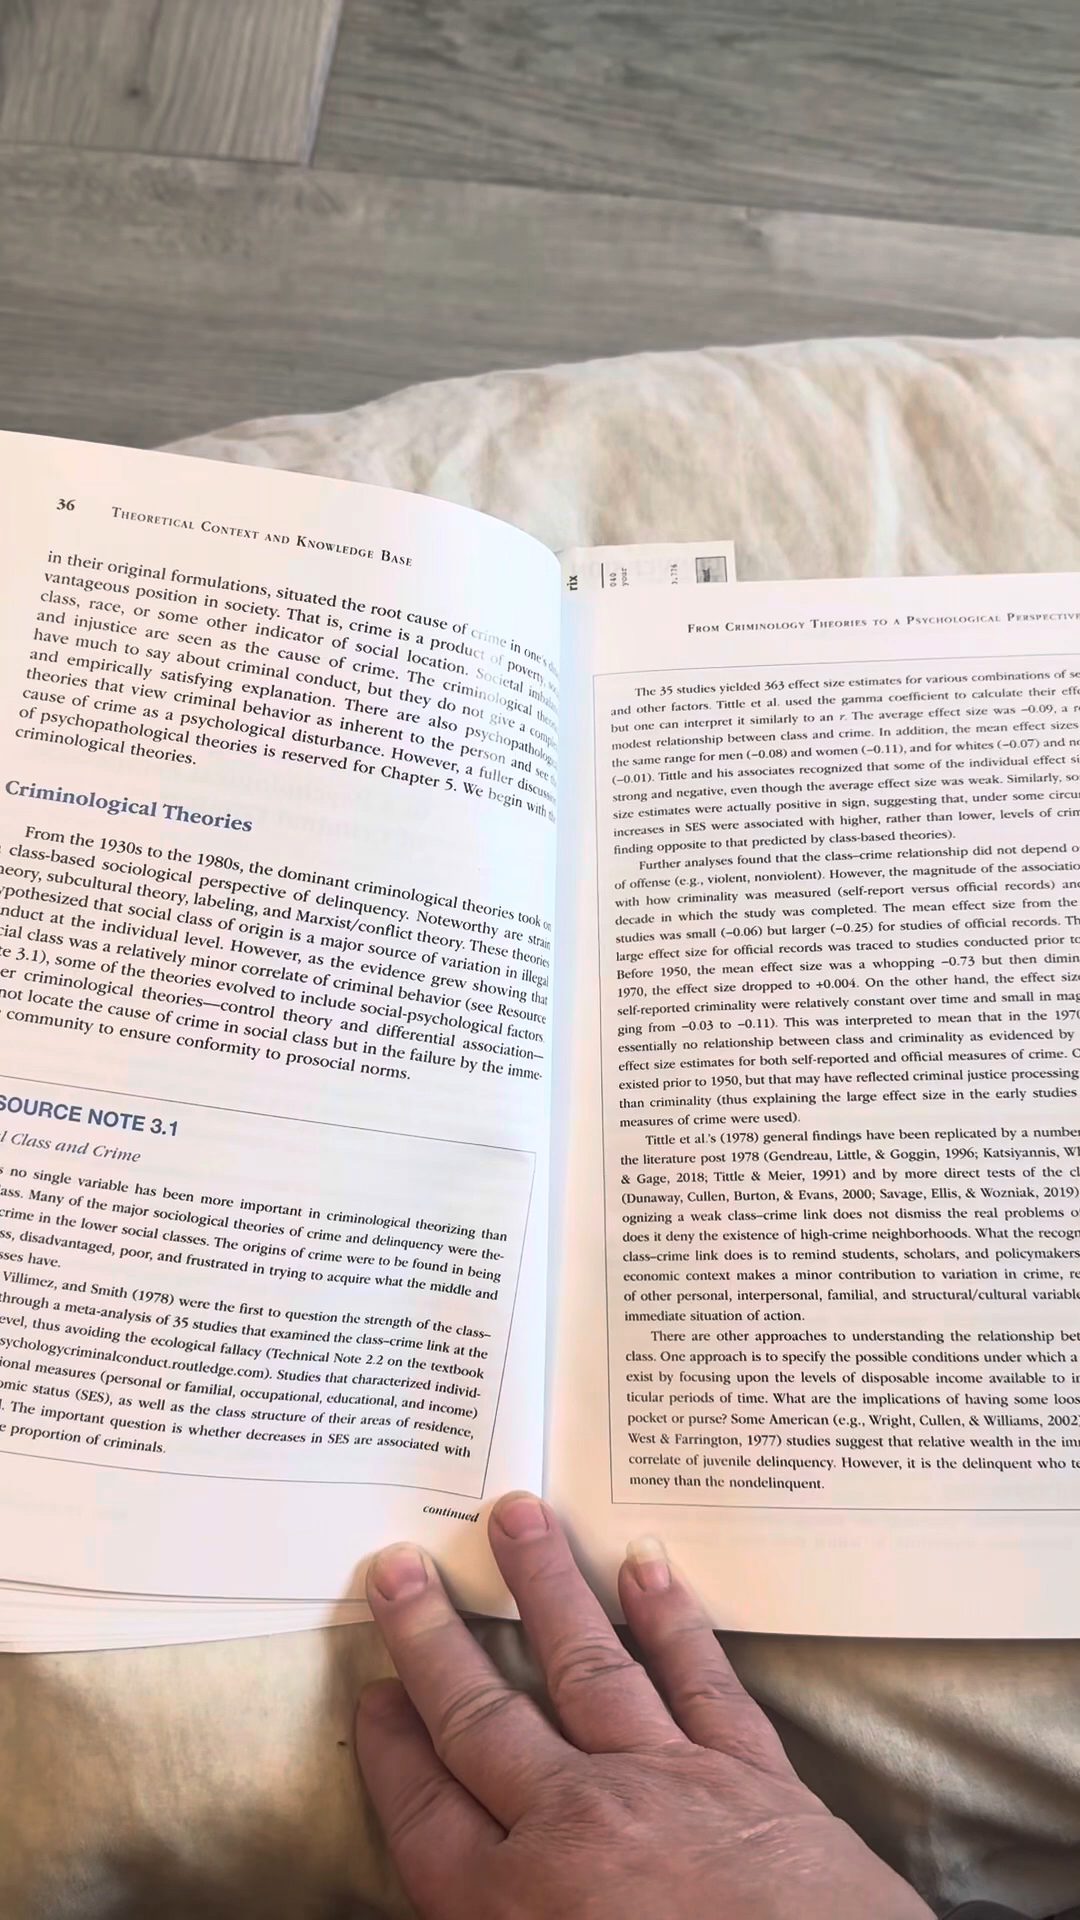 36
THEORETICAL CONTEXT AND KNOWLEDGE BASE
in their original formulations, situated the root cause of crime in one's
vantageous position in society. That is, crime is a product of poverty,
class, race, or some other indicator of social location. Societal
and injustice are seen as the cause of crime. The criminological
have much to say about criminal conduct, but they do not give a
and empirically satisfying explanation. There are also
theories that view criminal behavior as inherent to the person and see
cause of crime as a psychological disturbance. However, a fuller
of psychopathological theories is reserved for Chapter 5. We begin with
criminological theories.
Criminological Theories
From the 1930s to the 1980s, the dominant criminological theories took on
class-based sociological perspective of delinquency. Noteworthy are strain
heory, subcultural theory, labeling, and Marxist/conflict theory. These theories
ypothesized that social class of origin is a major source of variation in illegal
nduct at the individual level. However, as the evidence grew showing that
cial class was a relatively minor correlate of criminal behavior (see Resource
te 3.1), some of the theories evolved to include social-psychological factors
er criminological theories—control theory and differential association—
not locate the cause of crime in social class but in the failure by the imme-
community to ensure conformity to prosocial norms.
SOURCE NOTE 3.1
l Class and Crime
s no single variable has been more important in criminological theorizing than
ass. Many of the major sociological theories of crime and delinquency were the-
crime in the lower social classes. The origins of crime were to be found in being
ss, disadvantaged, poor, and frustrated in trying to acquire what the middle and
sses have.
Villimez, and Smith (1978) were the first to question the strength of the class–
through a meta-analysis of 35 studies that examined the class–crime link at the
evel, thus avoiding the ecological fallacy (Technical Note 2.2 on the textbook
sychologycriminalconduct.routledge.com). Studies that characterized individ-
ional measures (personal or familial, occupational, educational, and income)
omic status (SES), as well as the class structure of their areas of residence,
. The important question is whether decreases in SES are associated with
e proportion of criminals.
continued
rix
040
your
FROM CRIMINOLOGY THEORIES TO A PSYCHOLOGICAL PERSPECTIVE
The 35 studies yielded 363 effect size estimates for various combinations of se
and other factors. Tittle et al. used the gamma coefficient to calculate their effe
but one can interpret it similarly to an r. The average effect size was −0.09, a r
modest relationship between class and crime. In addition, the mean effect sizes
the same range for men (−0.08) and women (−0.11), and for whites (−0.07) and no
(−0.01). Tittle and his associates recognized that some of the individual effect si
strong and negative, even though the average effect size was weak. Similarly, so
size estimates were actually positive in sign, suggesting that, under some circu
increases in SES were associated with higher, rather than lower, levels of crim
finding opposite to that predicted by class-based theories).
Further analyses found that the class–crime relationship did not depend o
of offense (e.g., violent, nonviolent). However, the magnitude of the associatio
with how criminality was measured (self-report versus official records) and
decade in which the study was completed. The mean effect size from the
studies was small (−0.06) but larger (−0.25) for studies of official records. Th
large effect size for official records was traced to studies conducted prior to
Before 1950, the mean effect size was a whopping −0.73 but then dimin
1970, the effect size dropped to +0.004. On the other hand, the effect size
self-reported criminality were relatively constant over time and small in mag
ging from −0.03 to −0.11). This was interpreted to mean that in the 1970
essentially no relationship between class and criminality as evidenced by
effect size estimates for both self-reported and official measures of crime. C
existed prior to 1950, but that may have reflected criminal justice processing
than criminality (thus explaining the large effect size in the early studies
measures of crime were used).
Tittle et al.'s (1978) general findings have been replicated by a number
the literature post 1978 (Gendreau, Little, & Goggin, 1996; Katsiyannis, Wh
& Gage, 2018; Tittle & Meier, 1991) and by more direct tests of the cl
(Dunaway, Cullen, Burton, & Evans, 2000; Savage, Ellis, & Wozniak, 2019)
ognizing a weak class–crime link does not dismiss the real problems o
does it deny the existence of high-crime neighborhoods. What the recogn
class–crime link does is to remind students, scholars, and policymakers
economic context makes a minor contribution to variation in crime, re
of other personal, interpersonal, familial, and structural/cultural variable
immediate situation of action.
There are other approaches to understanding the relationship bet
class. One approach is to specify the possible conditions under which a
exist by focusing upon the levels of disposable income available to in
ticular periods of time. What are the implications of having some loos
pocket or purse? Some American (e.g., Wright, Cullen, & Williams, 2002)
West & Farrington, 1977) studies suggest that relative wealth in the im
correlate of juvenile delinquency. However, it is the delinquent who te
money than the nondelinquent.